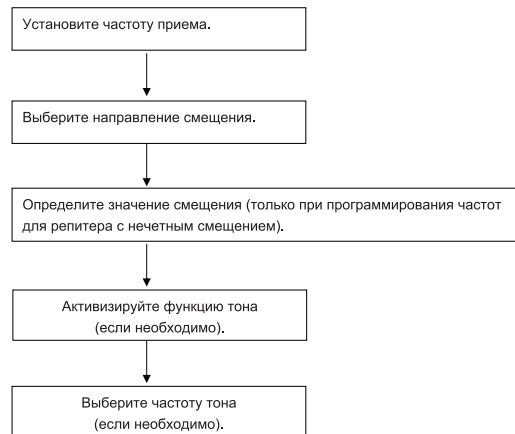 Установите частоту приема.
Выберите направление смещения.
Определите значение смещения (только при программирования частот
для репитера с нечетным смещением).
Активизируйте функцию тона
(если необходимо).
Выберите частоту тона
(если необходимо).